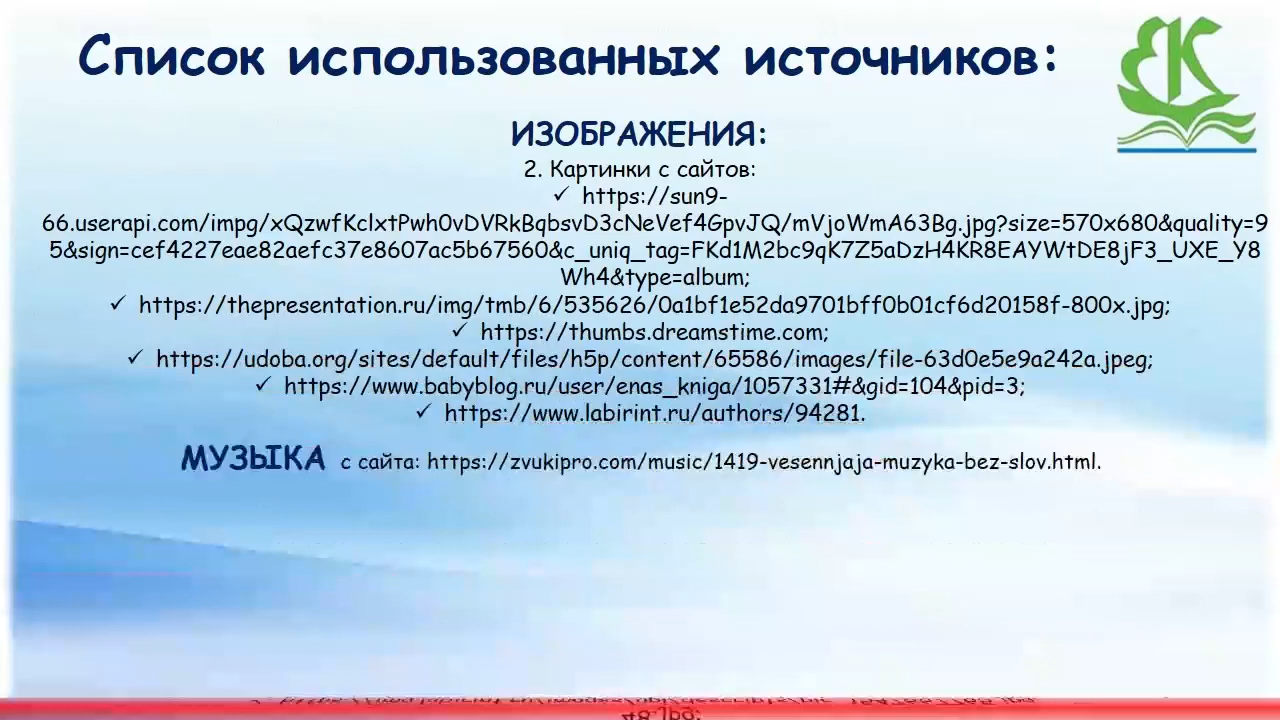 Список использованных источников:
ИЗОБРАЖЕНИЯ:
2. Картинки с сайтов:
✓ https://sun9-
66.userapi.com/impg/xQzwfKclxtPwh0vDVRkBqbsvD3cNeVef4GpvJQ/mVjoWmA63Bg.jpg?size=570x680&quality=9
5&sign=cef4227eae82aefc37e8607ac5b67560&c_uniq_tag=FKd1M2bc9qK7Z5aDzH4KR8EAYWtDE8jF3_UXE_Y8
Wh4&type=album;
✓ https://thepresentation.ru/img/tmb/6/535626/0a1bf1e52da9701bff0b01cf6d20158f-800x.jpg;
✓ https://thumbs.dreamstime.com;
✓ https://udoba.org/sites/default/files/h5p/content/65586/images/file-63d0e5e9a242a.jpeg;
✓ https://www.babyblog.ru/user/enas_kniga/1057331#&gid=104&pid=3;
✓ https://www.labirint.ru/authors/94281.
МУЗЫКА с сайта: https://zvukipro.com/music/1419-vesennjaja-muzyka-bez-slov.html.
48.jpg;